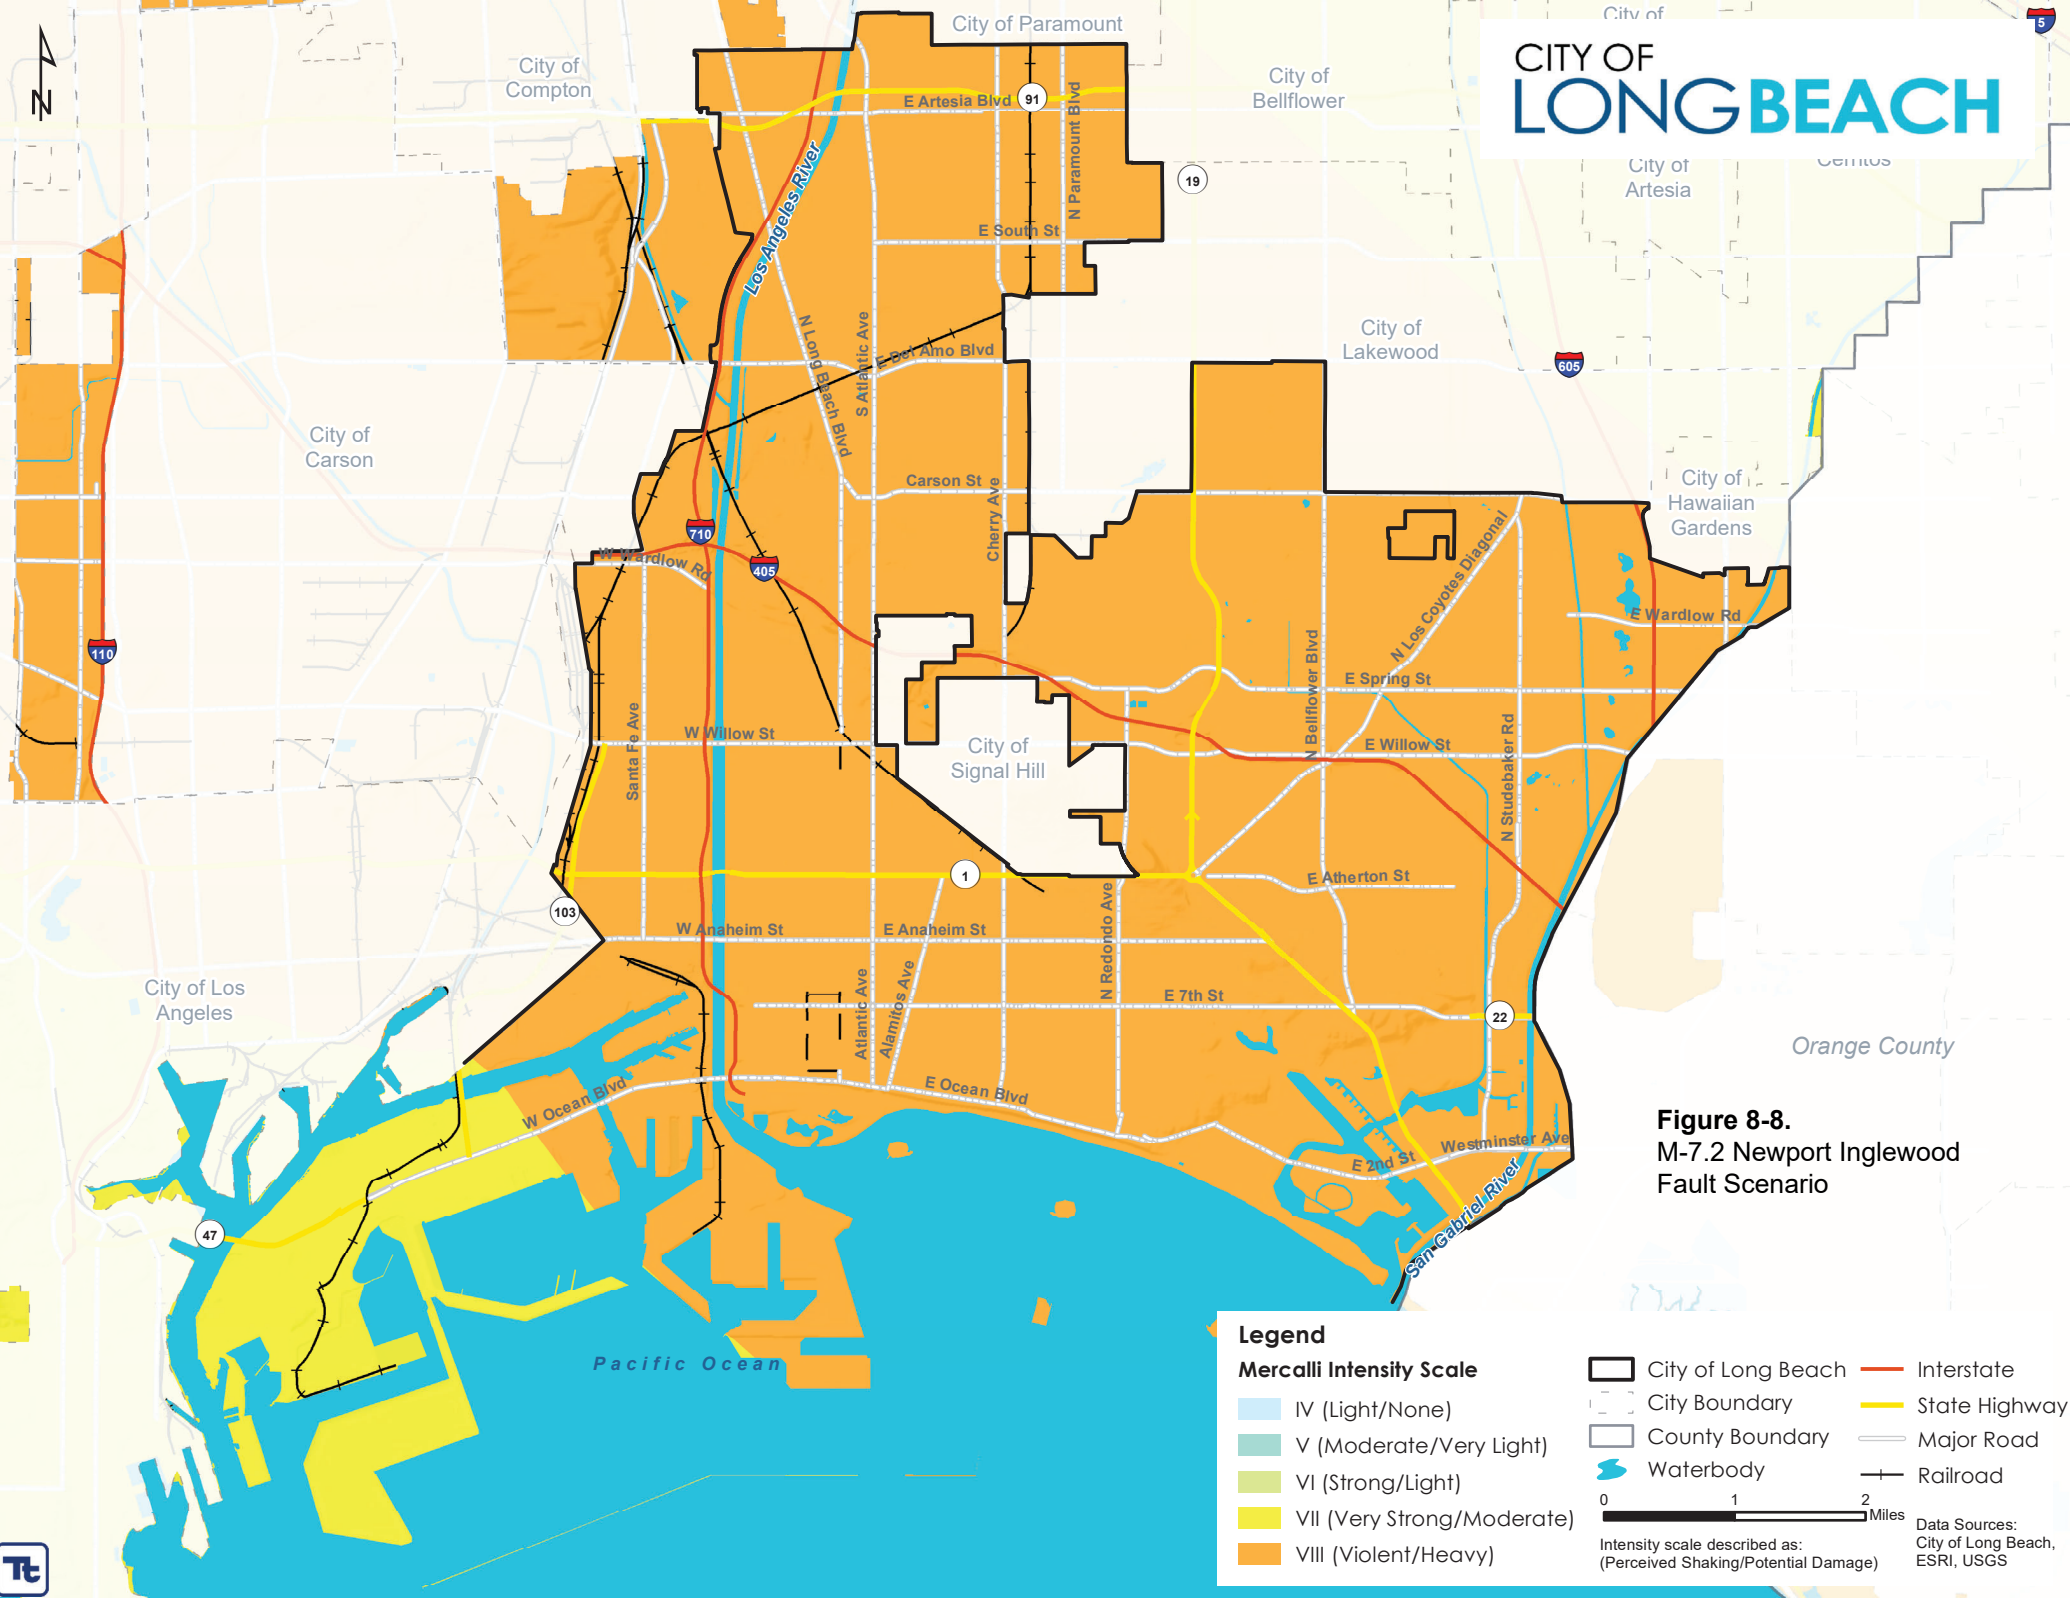 City of Paramount
City of
5
CITY OF
LONG BEACH
City of
Compton
City of
Bellflower
E Artesia Blvd
91
N Paramount Blvd
Cerritos
City of
Artesia
19
Los Angeles River
E South St
N Long Beach Blvd
S Atlantic Ave
E Del Amo Blvd
City of
Lakewood
605
City of
Carson
Carson St
Cherry Ave
City of
Hawaiian
Gardens
710
405
W Wardlow Rd
N Los Coyotes Diagonal
E Wardlow Rd
110
N Bellflower Blvd
E Spring St
Santa Fe Ave
W Willow St
City of
Signal Hill
E Willow St
N Studebaker Rd
1
E Atherton St
103
W Anaheim St
E Anaheim St
N Redondo Ave
City of Los
Angeles
Atlantic Ave
Alamitos Ave
E 7th St
22
Orange County
W Ocean Blvd
E Ocean Blvd
Westminster Ave
E 2nd St
San Gabriel River
47
Figure 8-8.
M-7.2 Newport Inglewood
Fault Scenario
Pacific Ocean
Legend
Mercalli Intensity Scale
IV (Light/None)
V (Moderate/Very Light)
VI (Strong/Light)
VII (Very Strong/Moderate)
VIII (Violent/Heavy)
City of Long Beach
City Boundary
County Boundary
Waterbody
Interstate
State Highway
Major Road
Railroad
0 1 2
Miles
Intensity scale described as:
(Perceived Shaking/Potential Damage)
Data Sources:
City of Long Beach,
ESRI, USGS
N
Tt